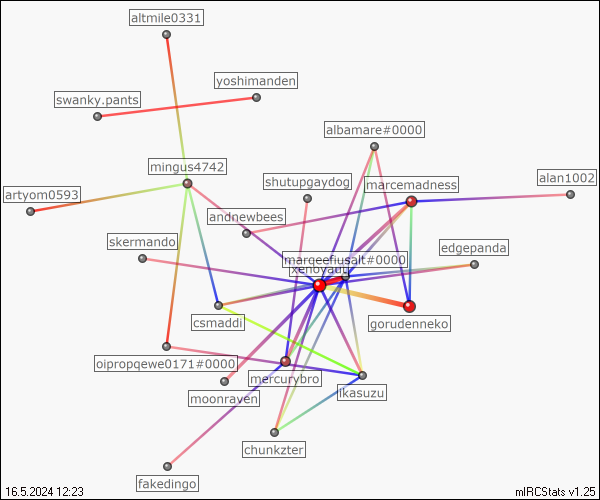 altmile0331
yoshimanden
swanky.pants
albamare#0000
mingus4742
alan1002
shutupgaydog
marcemadness
artyom0593
andnewbees
skermando
edgepanda
marqeefiusalt#0000
csmaddi
gorudenneko
oipropqewe0171#0000
mercurybro
moonraven
ikasuzu
chunkzter
fakedingo
16.5.2024 12:23
mIRCStats v1.25